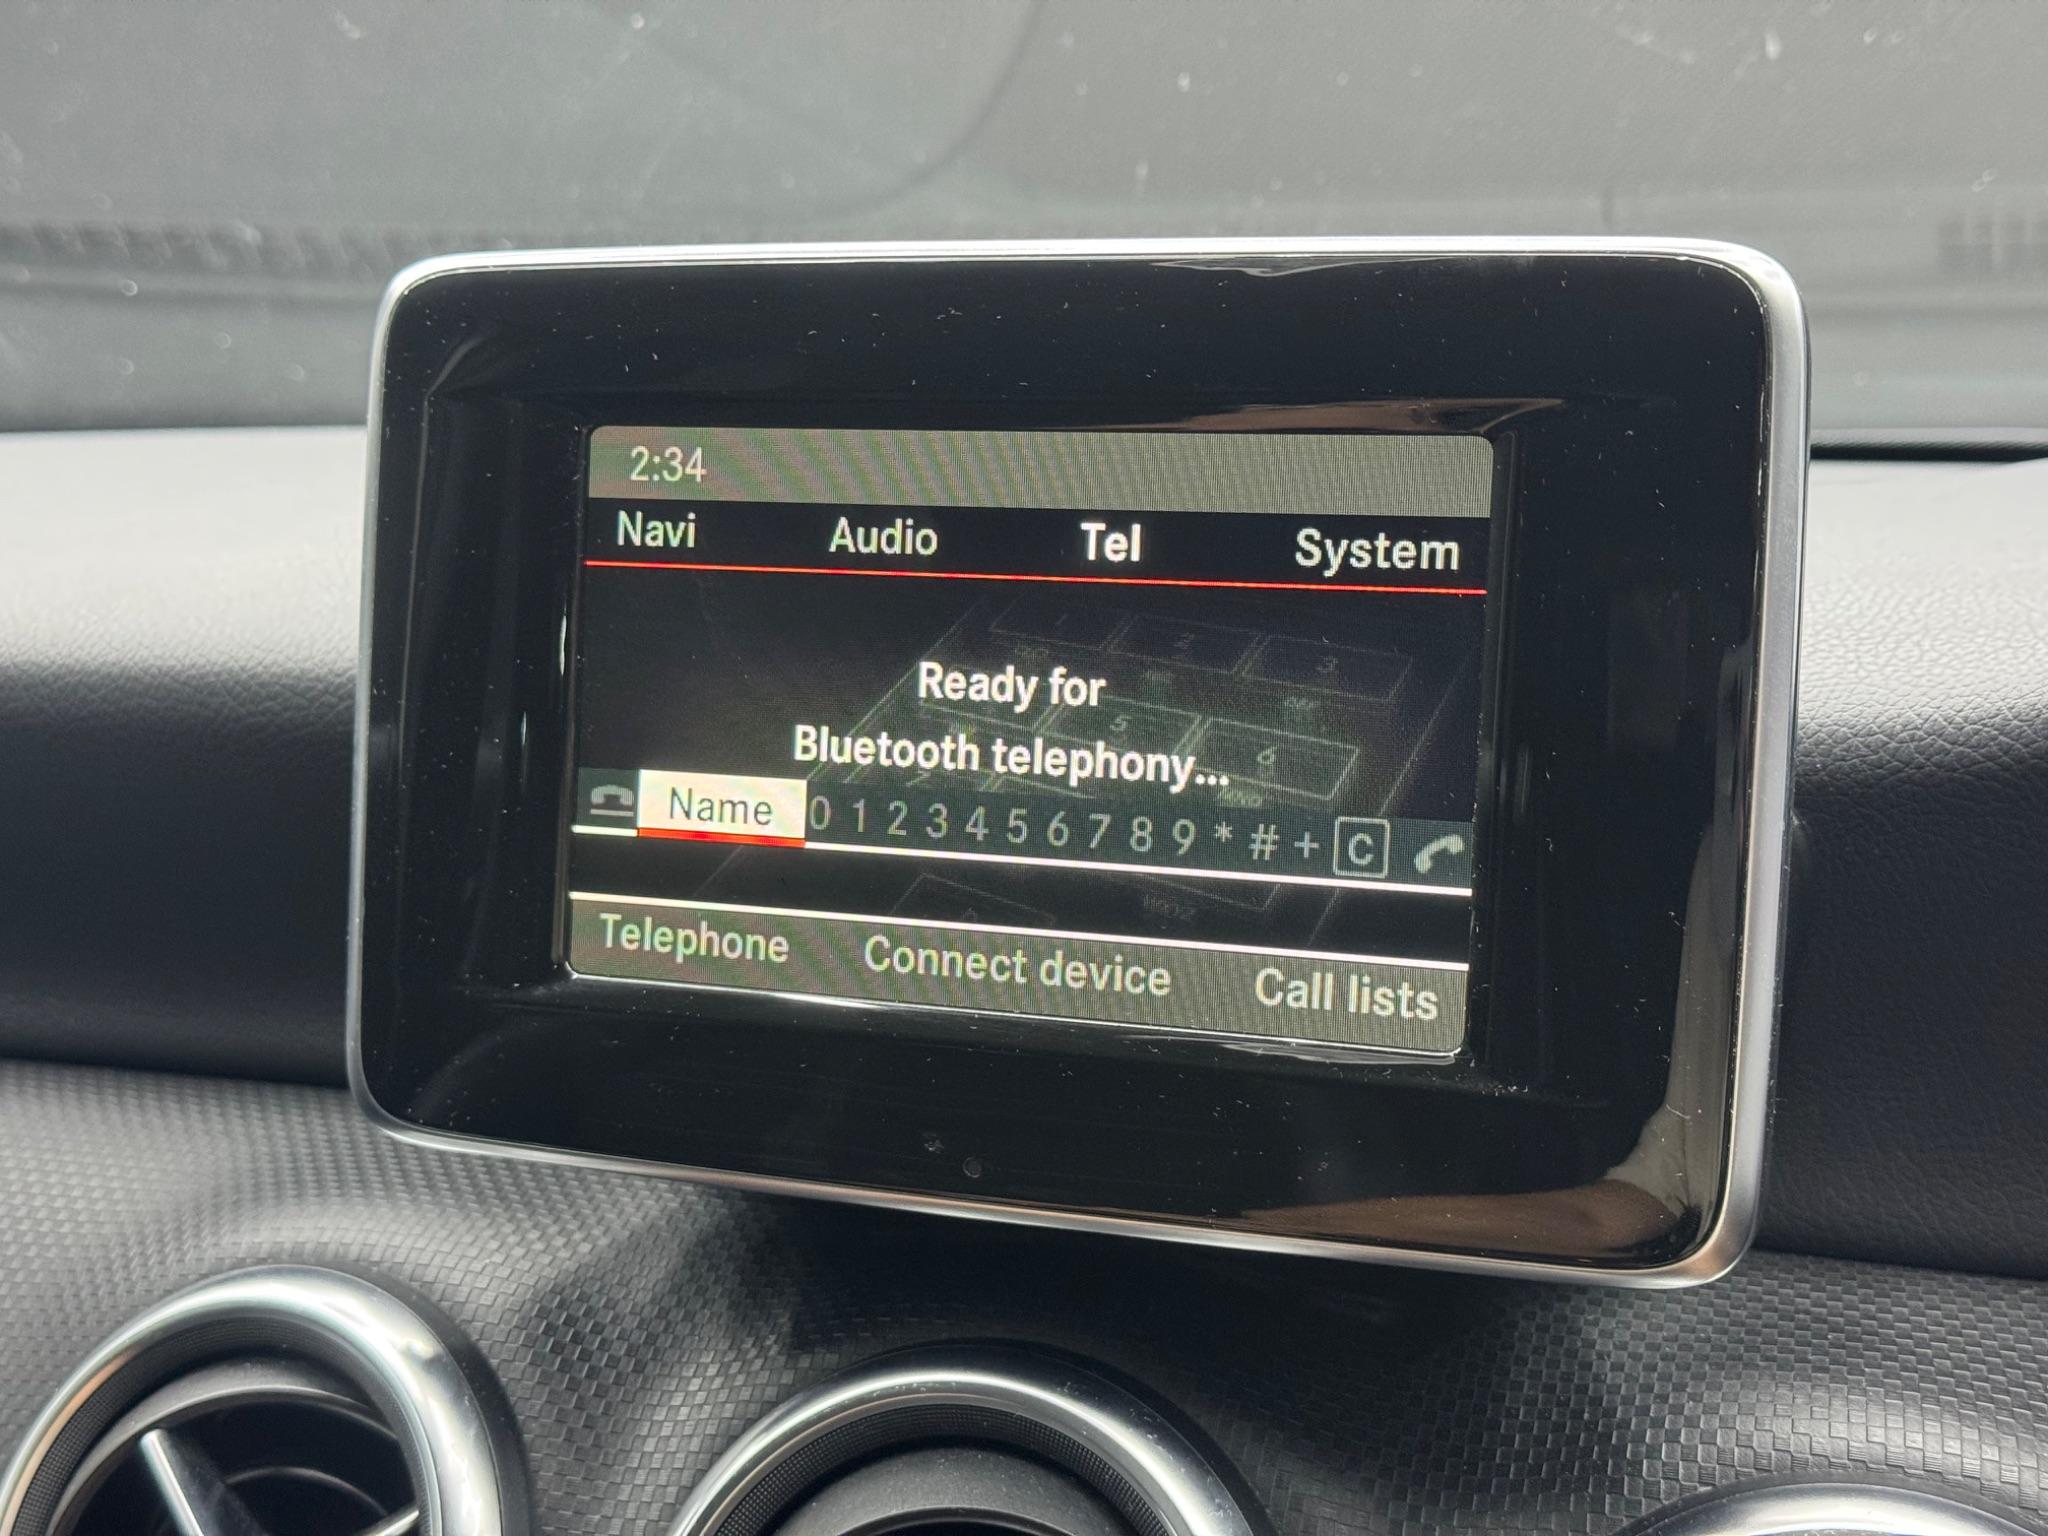 2:34
Navi Audio Tel System
Ready for
Bluetooth telephony...
Name 0 1 2 3 4 5 6 7 8 9 * # + C
Telephone Connect device Call lists